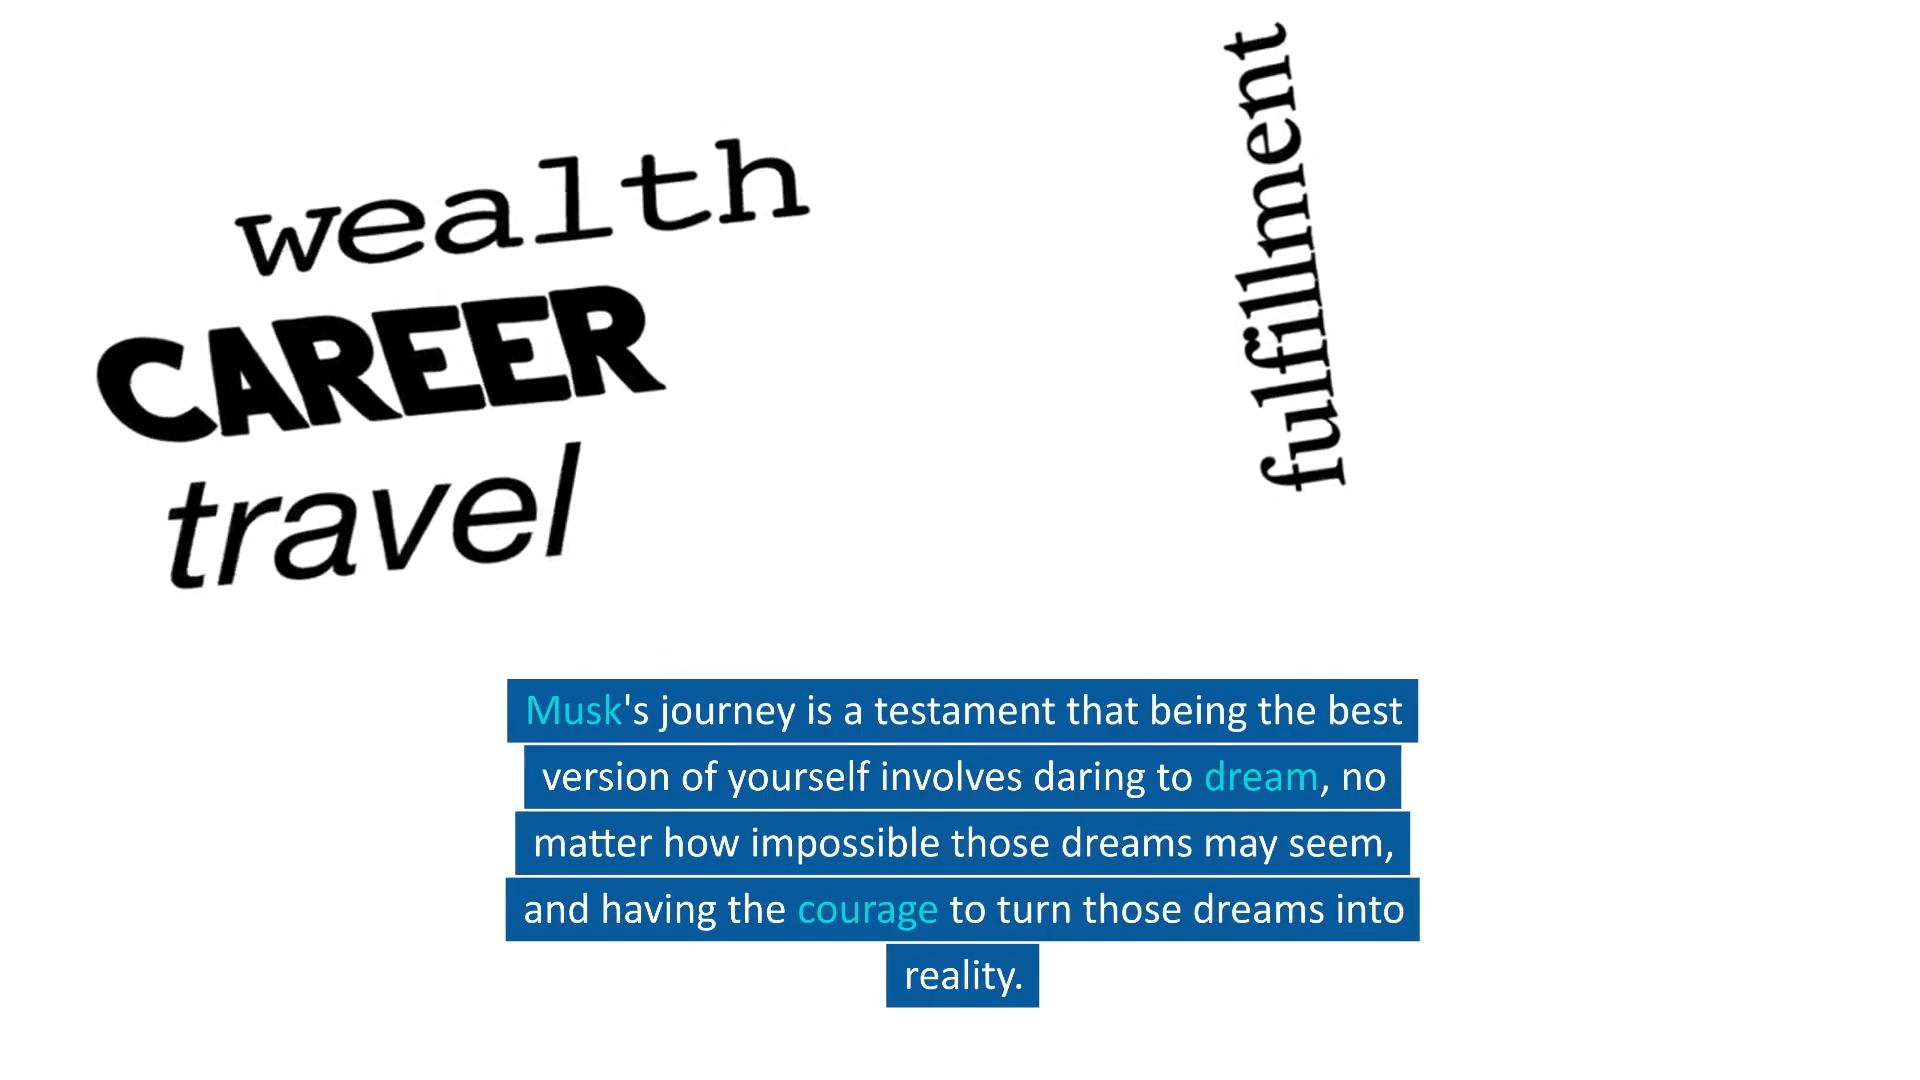 wealth
CAREER
travel
fulfillment
Musk's journey is a testament that being the best
version of yourself involves daring to dream, no
matter how impossible those dreams may seem,
and having the courage to turn those dreams into
reality.